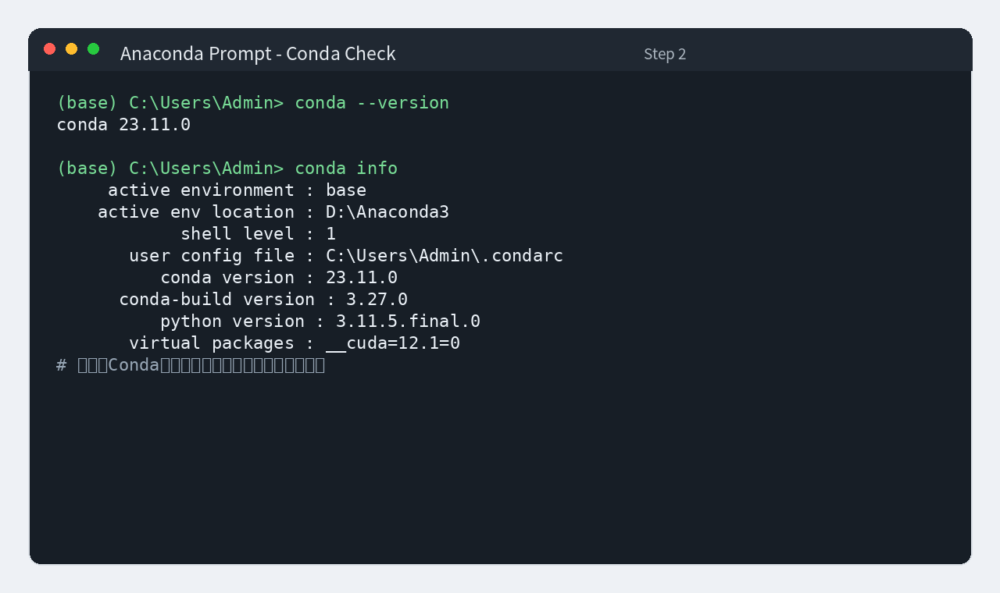 Anaconda Prompt - Conda Check
Step 2
(base) C:\Users\Admin> conda --version
conda 23.11.0
(base) C:\Users\Admin> conda info
active environment : base
active env location : D:\Anaconda3
shell level : 1
user config file : C:\Users\Admin\.condarc
conda version : 23.11.0
conda-build version : 3.27.0
python version : 3.11.5.final.0
virtual packages : __cuda=12.1=0
# Conda